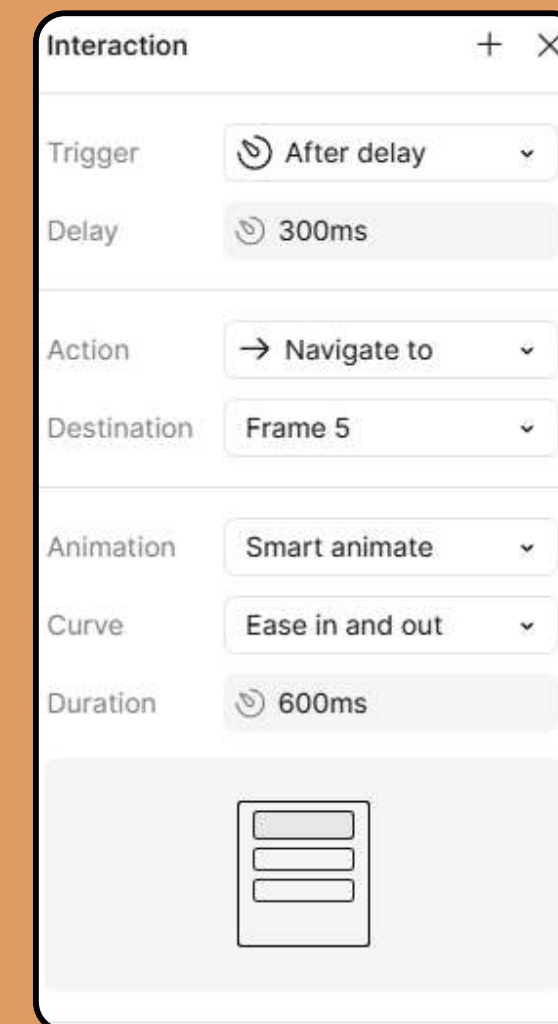 Interaction
Trigger After delay
Delay 300ms
Action Navigate to
Destination Frame 5
Animation Smart animate
Curve Ease in and out
Duration 600ms